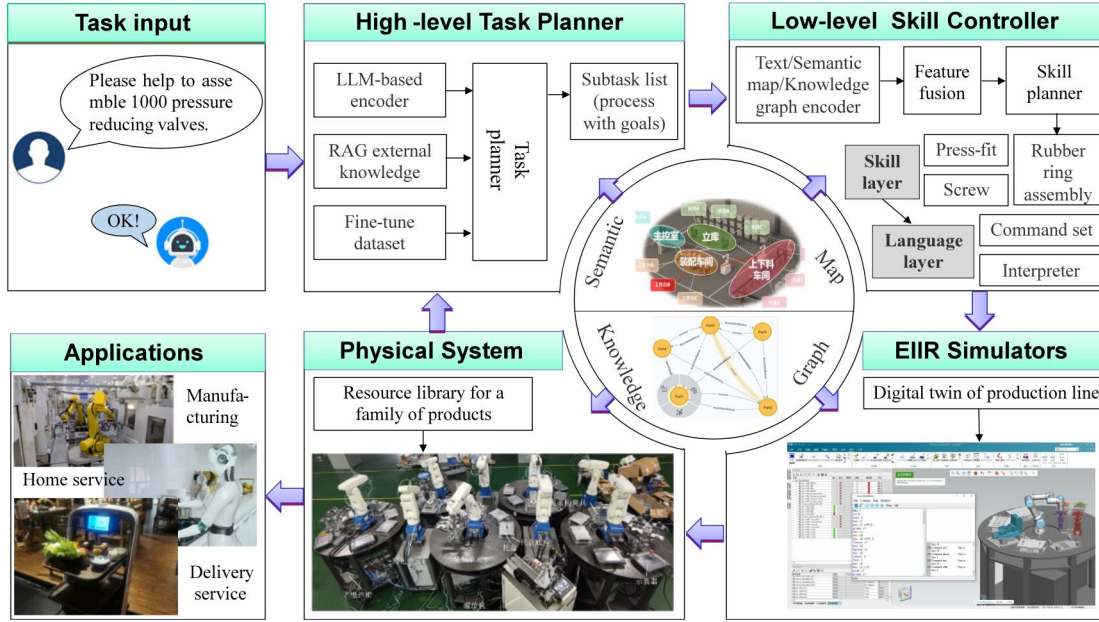 Task input
Please help to asse
mble 1000 pressure
reducing valves.
OK!
High -level Task Planner
LLM-based
encoder
RAG external
knowledge
Fine-tune
dataset
Task
planner
Subtask list
(process
with goals)
Low-level Skill Controller
Text/Semantic
map/Knowledge
graph encoder
Feature
fusion
Skill
planner
Skill
layer
Press-fit
Screw
Rubber
ring
assembly
Language
layer
Command set
Interpreter
Semantic
Map
主控室
立库
装配车间
上下料
车间
Knowledge
Graph
Applications
Manufa-
cturing
Home service
Delivery
service
Physical System
Resource library for a
family of products
EIIR Simulators
Digital twin of production line